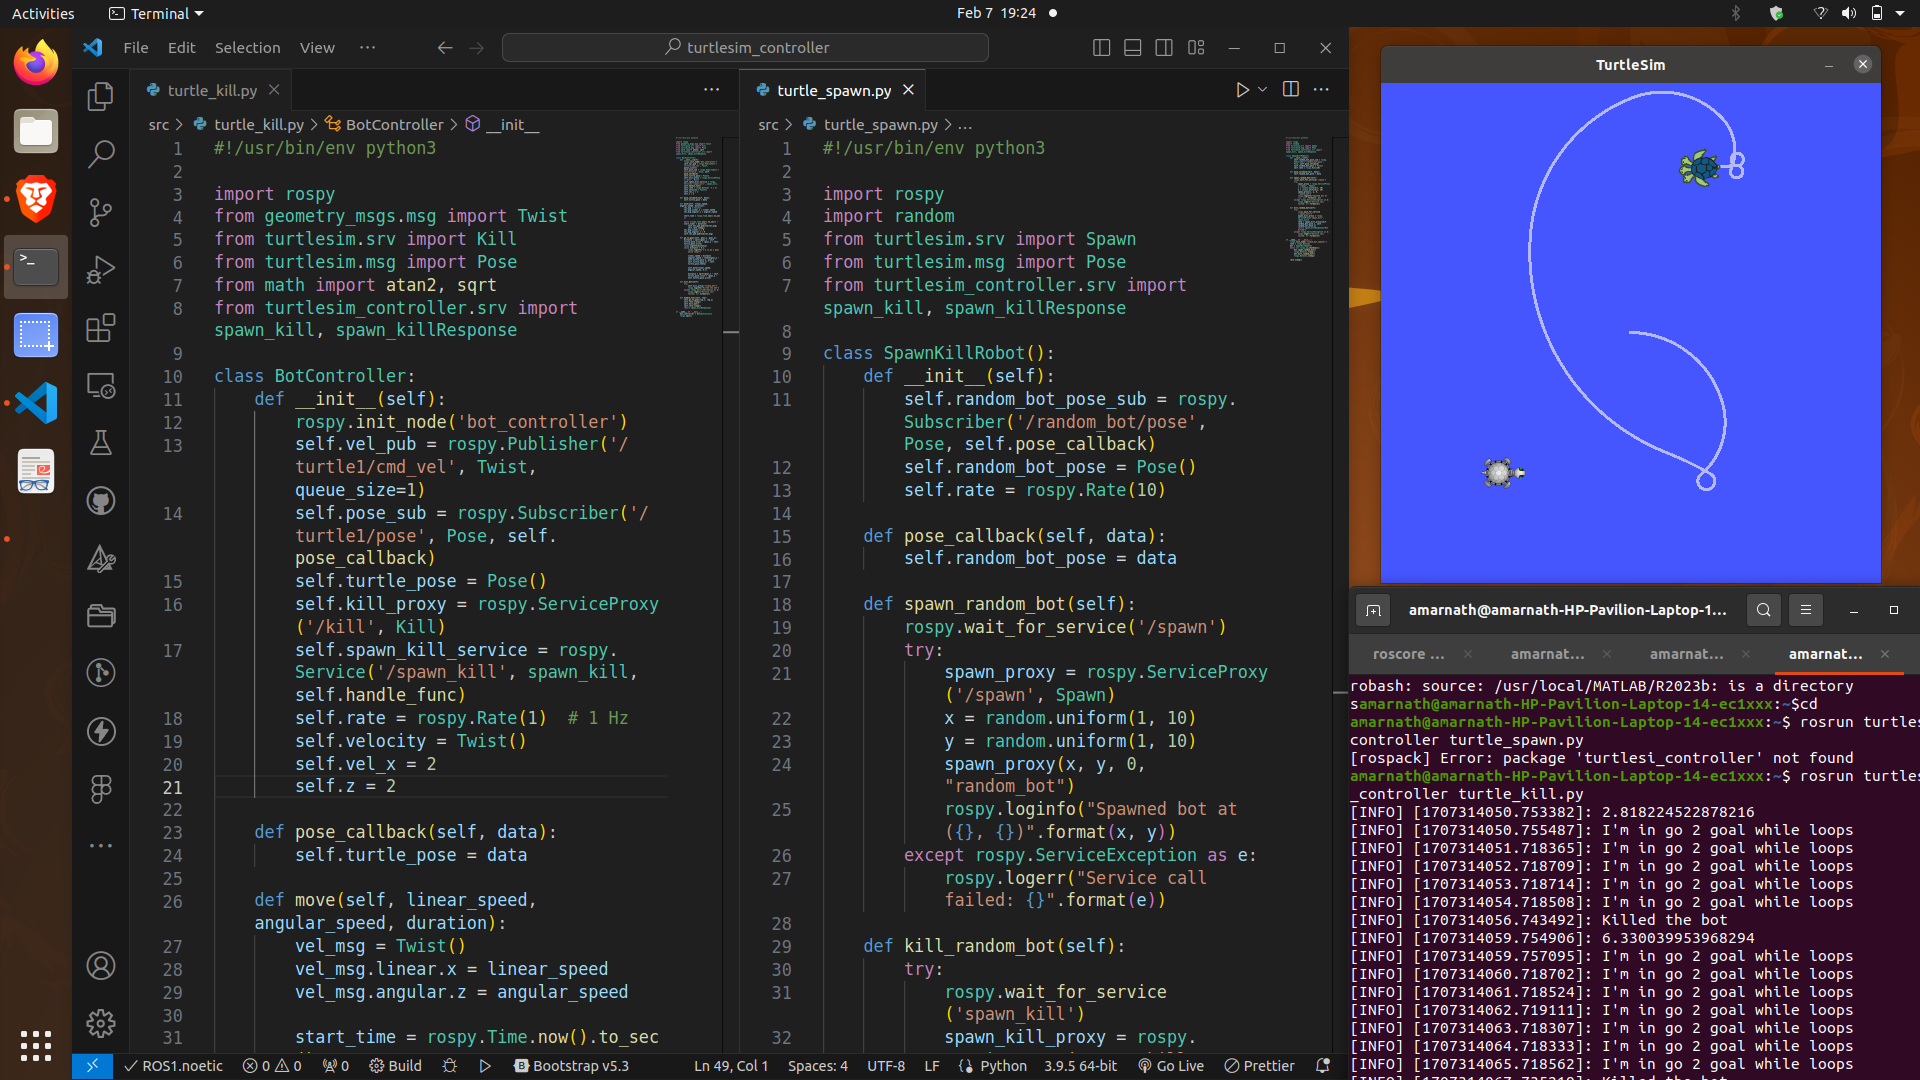 Activities
Terminal
Feb 7 19:24
File Edit Selection View ···
turtlesim_controller
turtle_kill.py
src > turtle_kill.py > BotController > __init__
1 #!/usr/bin/env python3
2
3 import rospy
4 from geometry_msgs.msg import Twist
5 from turtlesim.srv import Kill
6 from turtlesim.msg import Pose
7 from math import atan2, sqrt
8 from turtlesim_controller.srv import
spawn_kill, spawn_killResponse
9
10 class BotController:
11 def __init__(self):
12 rospy.init_node('bot_controller')
13 self.vel_pub = rospy.Publisher('/
turtle1/cmd_vel', Twist,
queue_size=1)
14 self.pose_sub = rospy.Subscriber('/
turtle1/pose', Pose, self.
pose_callback)
15 self.turtle_pose = Pose()
16 self.kill_proxy = rospy.ServiceProxy
('/kill', Kill)
17 self.spawn_kill_service = rospy.
Service('/spawn_kill', spawn_kill,
self.handle_func)
18 self.rate = rospy.Rate(1)  # 1 Hz
19 self.velocity = Twist()
20 self.vel_x = 2
21 self.z = 2
22
23 def pose_callback(self, data):
24 self.turtle_pose = data
25
26 def move(self, linear_speed,
angular_speed, duration):
27 vel_msg = Twist()
28 vel_msg.linear.x = linear_speed
29 vel_msg.angular.z = angular_speed
30
31 start_time = rospy.Time.now().to_sec
turtle_spawn.py
src > turtle_spawn.py > ...
1 #!/usr/bin/env python3
2
3 import rospy
4 import random
5 from turtlesim.srv import Spawn
6 from turtlesim.msg import Pose
7 from turtlesim_controller.srv import
spawn_kill, spawn_killResponse
8
9 class SpawnKillRobot():
10 def __init__(self):
11 self.random_bot_pose_sub = rospy.
Subscriber('/random_bot/pose',
Pose, self.pose_callback)
12 self.random_bot_pose = Pose()
13 self.rate = rospy.Rate(10)
14
15 def pose_callback(self, data):
16 self.random_bot_pose = data
17
18 def spawn_random_bot(self):
19 rospy.wait_for_service('/spawn')
20 try:
21 spawn_proxy = rospy.ServiceProxy
('/spawn', Spawn)
22 x = random.uniform(1, 10)
23 y = random.uniform(1, 10)
24 spawn_proxy(x, y, 0,
"random_bot")
25 rospy.loginfo("Spawned bot at
({}, {})".format(x, y))
26 except rospy.ServiceException as e:
27 rospy.logerr("Service call
failed: {}".format(e))
28
29 def kill_random_bot(self):
30 try:
31 rospy.wait_for_service
('spawn_kill')
32 spawn_kill_proxy = rospy.
ROS1.noetic
0 0
0
Build
Bootstrap v5.3
Ln 49, Col 1
Spaces: 4
UTF-8
LF
Python
3.9.5 64-bit
Go Live
Prettier
TurtleSim
amarnath@amarnath-HP-Pavilion-Laptop-1...
roscore ...
amarnat...
amarnat...
amarnat...
robash: source: /usr/local/MATLAB/R2023b: is a directory
samarnath@amarnath-HP-Pavilion-Laptop-14-ec1xxx:~$cd
amarnath@amarnath-HP-Pavilion-Laptop-14-ec1xxx:~$ rosrun turtles
controller turtle_spawn.py
[rospack] Error: package 'turtlesi_controller' not found
amarnath@amarnath-HP-Pavilion-Laptop-14-ec1xxx:~$ rosrun turtles
_controller turtle_kill.py
[INFO] [1707314050.753382]: 2.818224522878216
[INFO] [1707314050.755487]: I'm in go 2 goal while loops
[INFO] [1707314051.718365]: I'm in go 2 goal while loops
[INFO] [1707314052.718709]: I'm in go 2 goal while loops
[INFO] [1707314053.718714]: I'm in go 2 goal while loops
[INFO] [1707314054.718508]: I'm in go 2 goal while loops
[INFO] [1707314056.743492]: Killed the bot
[INFO] [1707314059.754906]: 6.330039953968294
[INFO] [1707314059.757095]: I'm in go 2 goal while loops
[INFO] [1707314060.718702]: I'm in go 2 goal while loops
[INFO] [1707314061.718524]: I'm in go 2 goal while loops
[INFO] [1707314062.719111]: I'm in go 2 goal while loops
[INFO] [1707314063.718307]: I'm in go 2 goal while loops
[INFO] [1707314064.718333]: I'm in go 2 goal while loops
[INFO] [1707314065.718562]: I'm in go 2 goal while loops